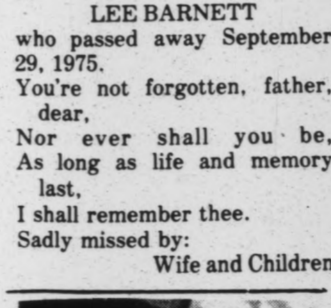 LEE BARNETT
who passed away September
29, 1975.
You're not forgotten, father,
dear,
Nor ever shall you be,
As long as life and memory
last,
I shall remember thee.
Sadly missed by:
Wife and Children